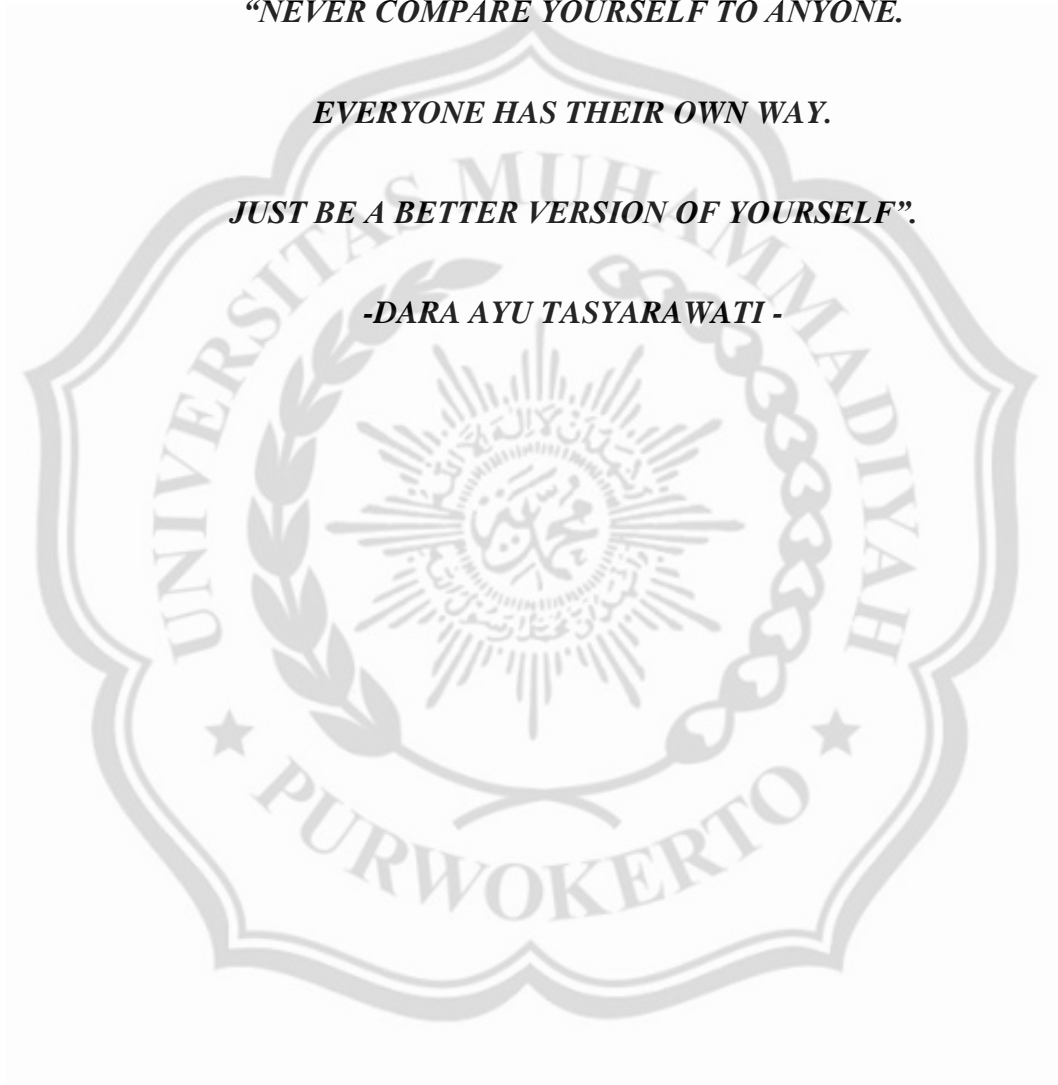 “NEVER COMPARE YOURSELF TO ANYONE.
EVERYONE HAS THEIR OWN WAY.
JUST BE A BETTER VERSION OF YOURSELF”.
-DARA AYU TASYARAWATI -
UNIVERSITAS MUHAMMADIYAH
PURWOKERTO